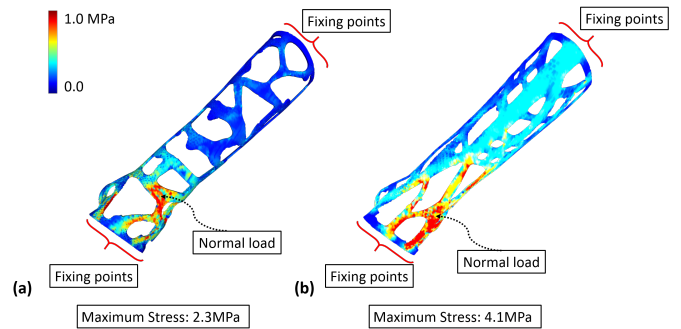 1.0 MPa
0.0
Fixing points
Normal load
Fixing points
(a)
Maximum Stress: 2.3MPa
Fixing points
Normal load
Fixing points
(b)
Maximum Stress: 4.1MPa